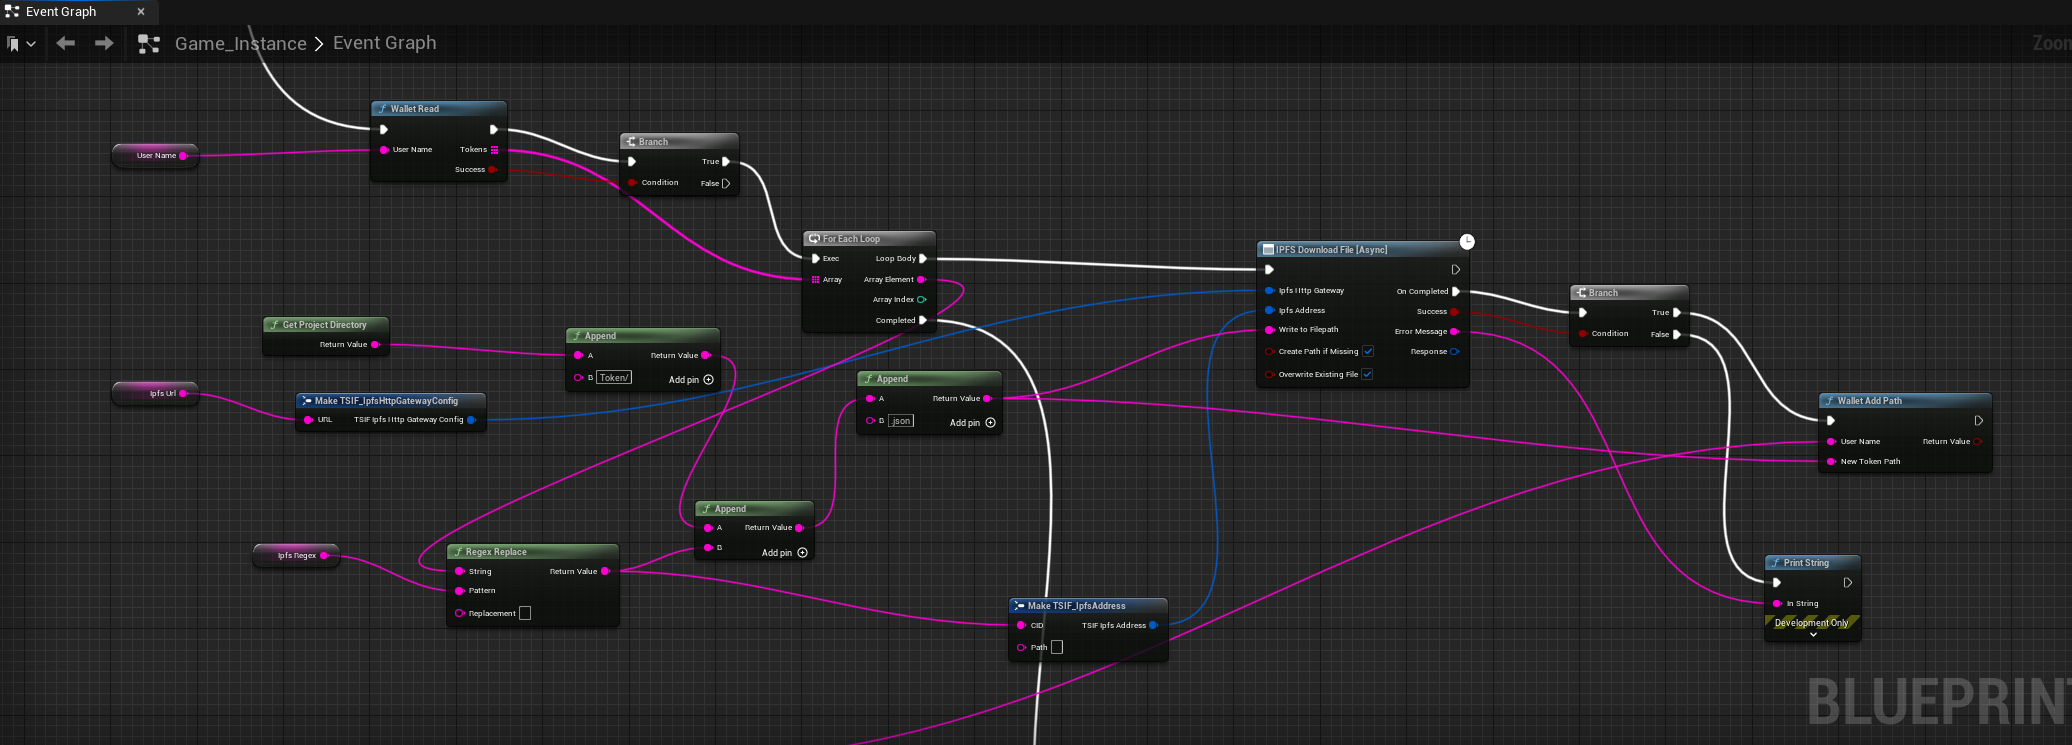 Event Graph ×
Game_Instance > Event Graph
Zoom
Wallet Read
User Name
User Name Tokens
Success
Branch
True
Condition False
For Each Loop
Exec Loop Body
Array Array Element
Array Index
Completed
IPFS Download File [Async]
Ipfs Http Gateway On Completed
Ipfs Address Success
Write to Filepath Error Message
Create Path if Missing Response
Overwrite Existing File
Branch
True
Condition False
Get Project Directory
Return Value
Append
A Return Value
B Token/ Add pin
Ipfs Url
Make TSIF_IpfsHttpGatewayConfig
URL TSIF Ipfs Http Gateway Config
Append
A Return Value
B .json Add pin
Wallet Add Path
User Name Return Value
New Token Path
Append
A Return Value
B
Add pin
Ipfs Regex
Regex Replace
String Return Value
Pattern
Replacement
Make TSIF_IpfsAddress
CID TSIF Ipfs Address
Path
Print String
In String
Development Only
BLUEPRINT